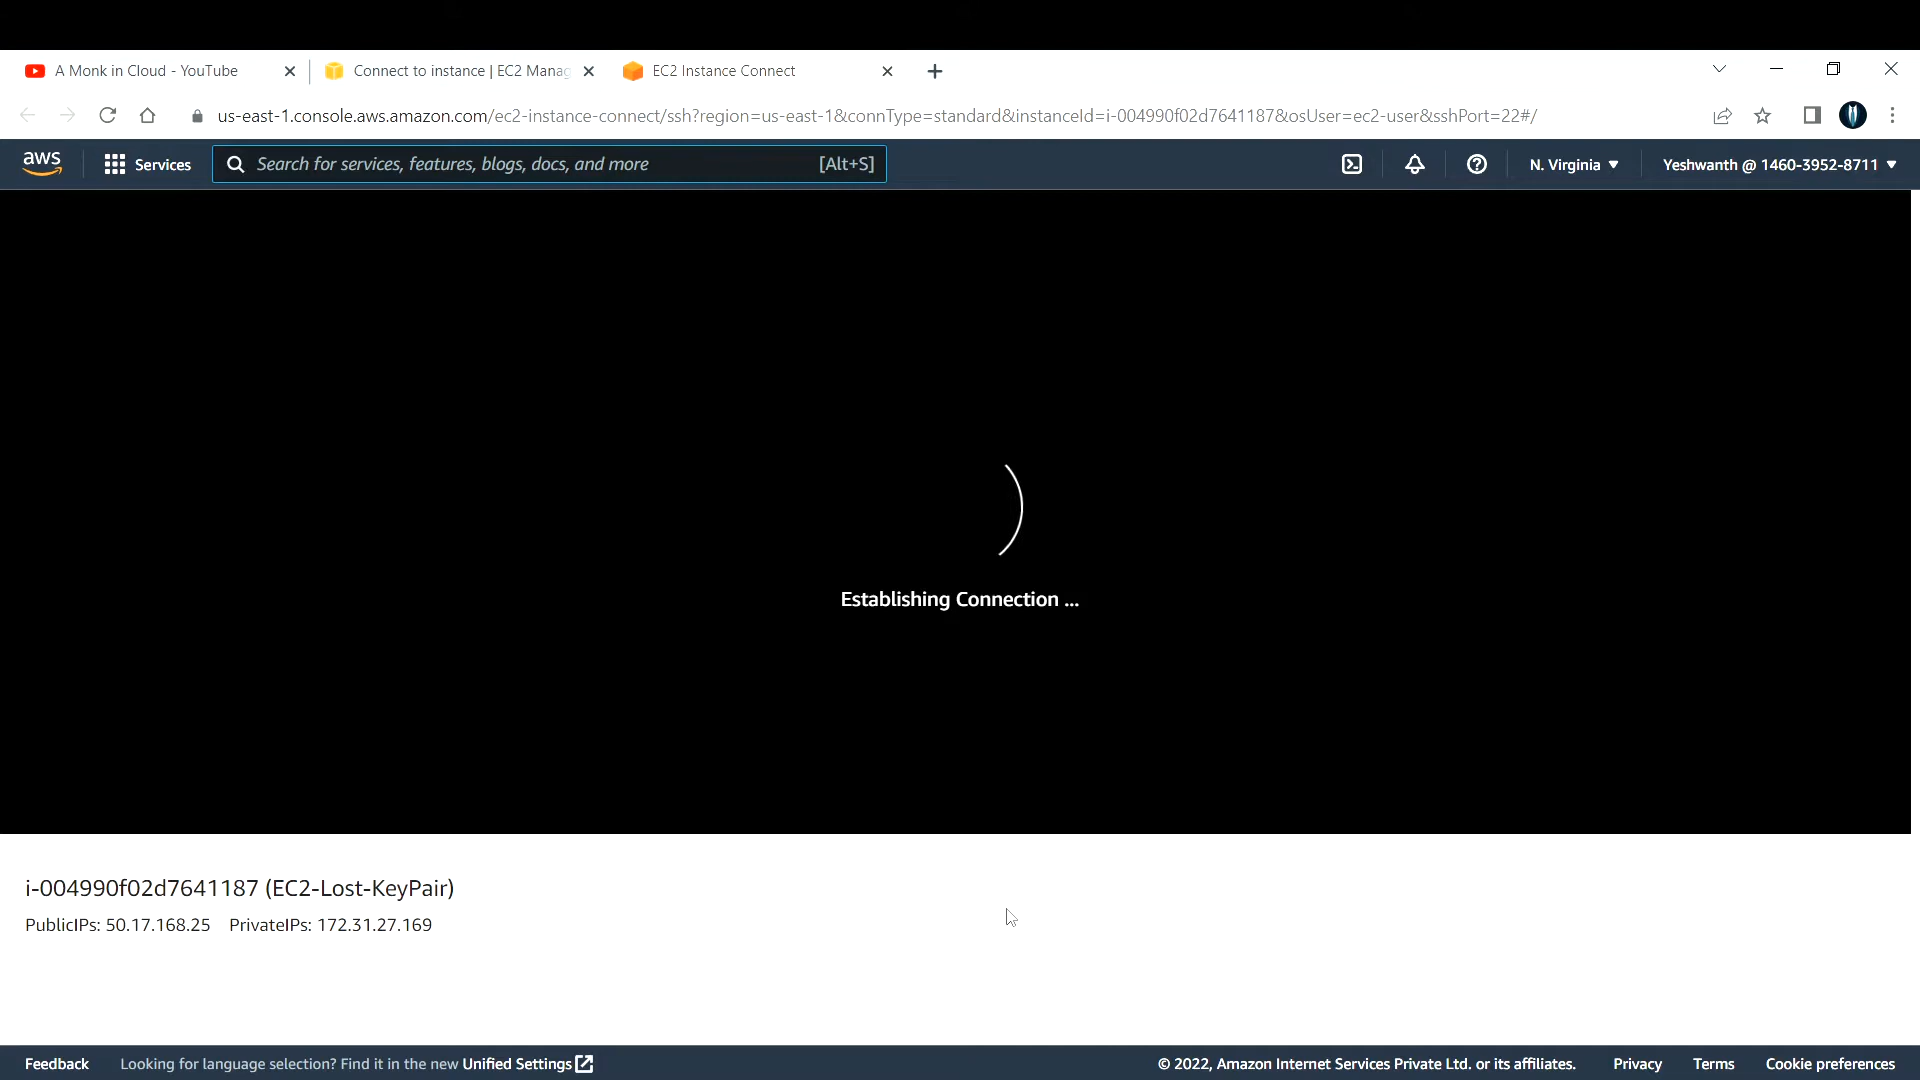 A Monk in Cloud - YouTube
Connect to instance | EC2 Manag
EC2 Instance Connect
us-east-1.console.aws.amazon.com/ec2-instance-connect/ssh?region=us-east-1&connType=standard&instanceId=i-004990f02d7641187&osUser=ec2-user&sshPort=22#/
aws Services Search for services, features, blogs, docs, and more [Alt+S] N. Virginia Yeshwanth @ 1460-3952-8711
Establishing Connection ...
i-004990f02d7641187 (EC2-Lost-KeyPair)
PublicIPs: 50.17.168.25 PrivateIPs: 172.31.27.169
Feedback Looking for language selection? Find it in the new Unified Settings © 2022, Amazon Internet Services Private Ltd. or its affiliates. Privacy Terms Cookie preferences